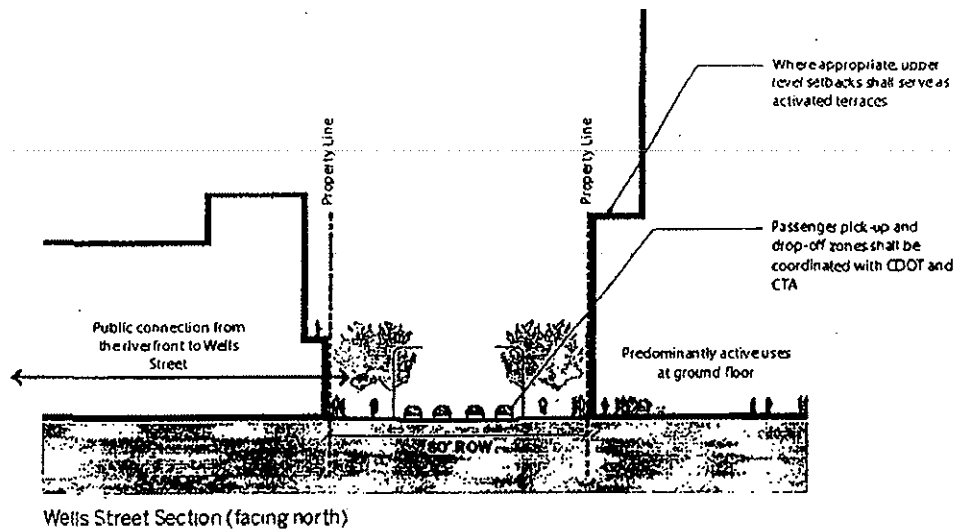 Where appropriate, upper
level setbacks shall serve as
activated terraces
Property Line
Property Line
Passenger pick-up and
drop-off zones shall be
coordinated with CDOT and
CTA
Public connection from
the riverfront to Wells
Street
Predominantly active uses
at ground floor
80' ROW
Wells Street Section (facing north)